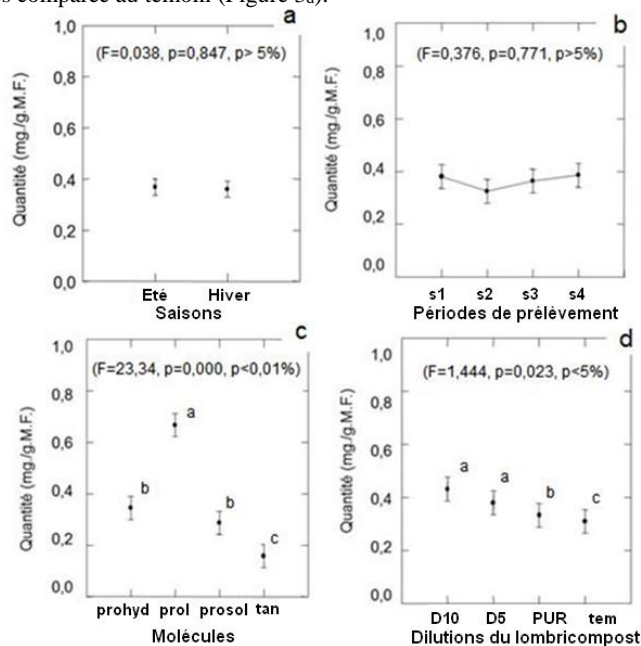 s comparée au témoin (Figure 3d).
a
(F=0,038, p=0,847, p> 5%)
Quantité (mg./g.M.F.)
1,0
0,8
0,6
0,4
0,2
0,0
Eté Hiver
Saisons
b
(F=0,376, p=0,771, p>5%)
Quantité (mg./g.M.F.)
1,0
0,8
0,6
0,4
0,2
0,0
s1 s2 s3 s4
Périodes de prélèvement
c
(F=23,34, p=0,000, p<0,01%)
Quantité (mg./g.M.F.)
1,0
0,8
0,6
0,4
0,2
0,0
b
a
b
c
prohyd prol prosol tan
Molécules
d
(F=1,444, p=0,023, p<5%)
Quantité (mg./g.M.F.)
1,0
0,8
0,6
0,4
0,2
0,0
a
a
b
c
D10 D5 PUR tem
Dilutions du lombricompost